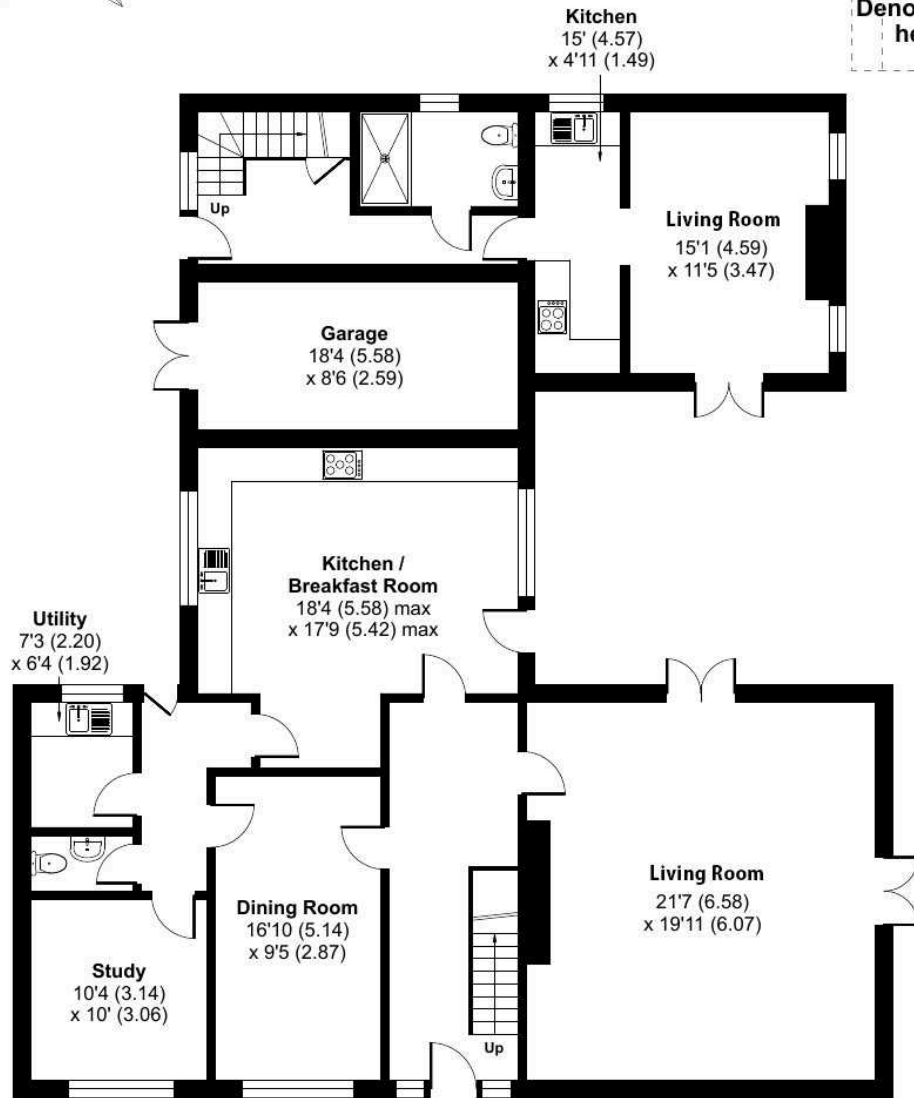 Deno
he
Kitchen
15' (4.57)
x 4'11 (1.49)
Up
Living Room
15'1 (4.59)
x 11'5 (3.47)
Garage
18'4 (5.58)
x 8'6 (2.59)
Kitchen /
Breakfast Room
18'4 (5.58) max
x 17'9 (5.42) max
Utility
7'3 (2.20)
x 6'4 (1.92)
Living Room
21'7 (6.58)
x 19'11 (6.07)
Dining Room
16'10 (5.14)
x 9'5 (2.87)
Study
10'4 (3.14)
x 10' (3.06)
Up